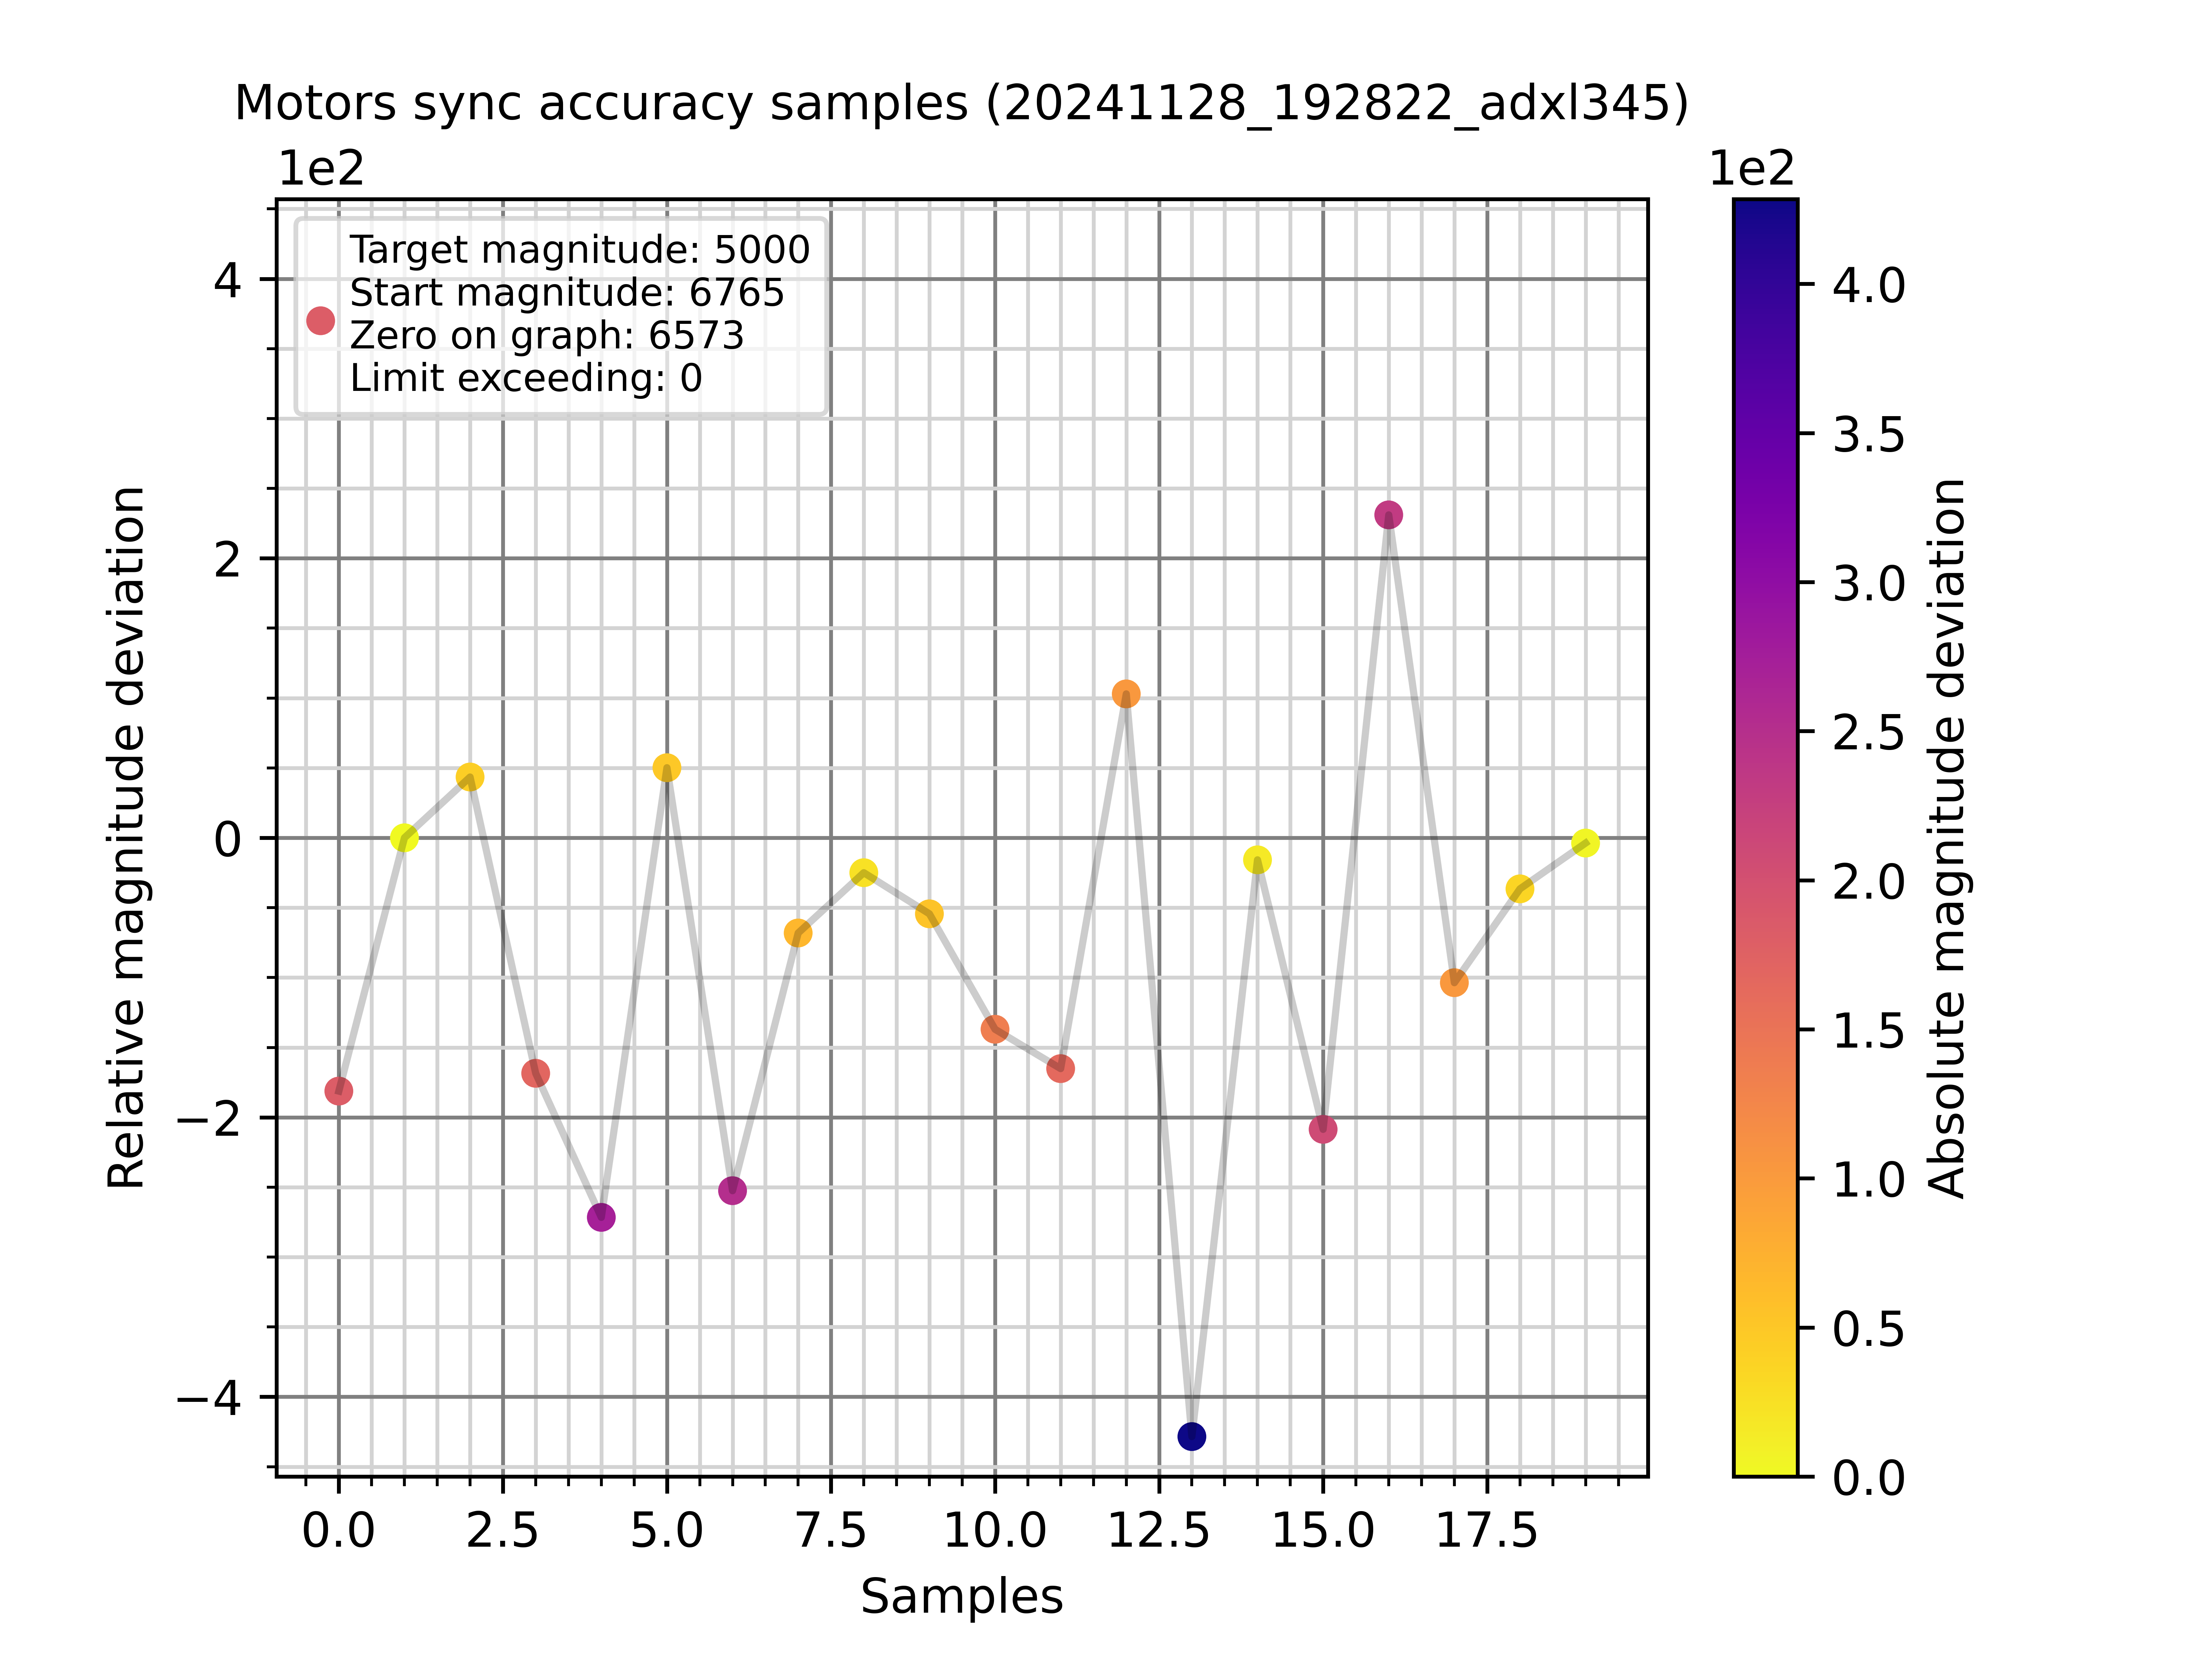 Motors sync accuracy samples (20241128_192822_adxl345)
1e2
1e2
Target magnitude: 5000
Start magnitude: 6765
Zero on graph: 6573
Limit exceeding: 0
4
2
0
−2
−4
Relative magnitude deviation
0.0 2.5 5.0 7.5 10.0 12.5 15.0 17.5
Samples
4.0
3.5
3.0
2.5
2.0
1.5
1.0
0.5
0.0
Absolute magnitude deviation